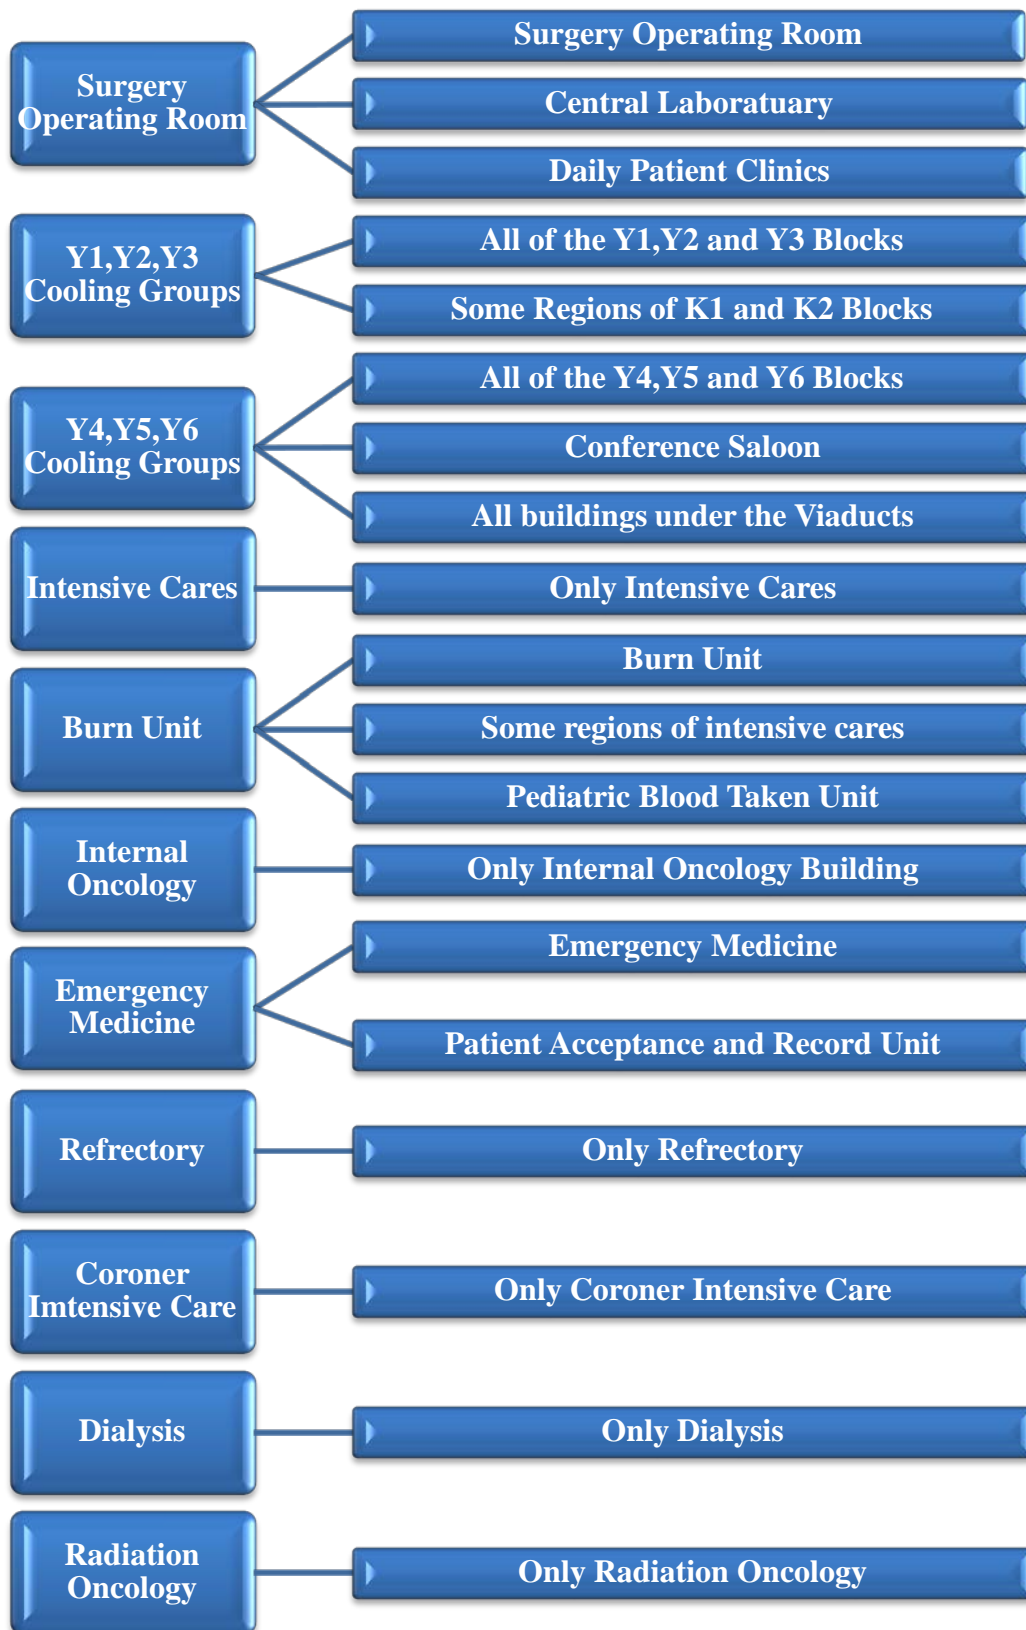 Surgery
Operating Room
Surgery Operating Room
Central Laboratuary
Daily Patient Clinics
Y1,Y2,Y3
Cooling Groups
All of the Y1,Y2 and Y3 Blocks
Some Regions of K1 and K2 Blocks
Y4,Y5,Y6
Cooling Groups
All of the Y4,Y5 and Y6 Blocks
Conference Saloon
All buildings under the Viaducts
Intensive Cares
Only Intensive Cares
Burn Unit
Burn Unit
Some regions of intensive cares
Pediatric Blood Taken Unit
Internal
Oncology
Only Internal Oncology Building
Emergency
Medicine
Emergency Medicine
Patient Acceptance and Record Unit
Refrectory
Only Refrectory
Coroner
Imtensive Care
Only Coroner Intensive Care
Dialysis
Only Dialysis
Radiation
Oncology
Only Radiation Oncology